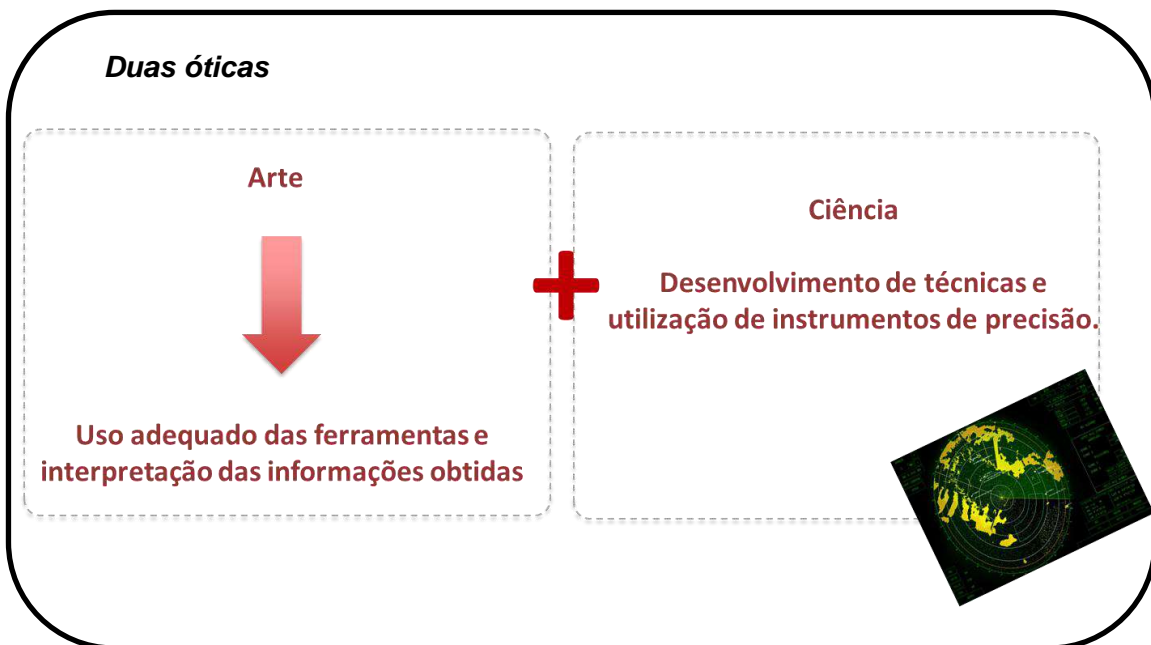 Duas óticas
Arte
Uso adequado das ferramentas e
interpretação das informações obtidas
Ciência
Desenvolvimento de técnicas e
utilização de instrumentos de precisão.